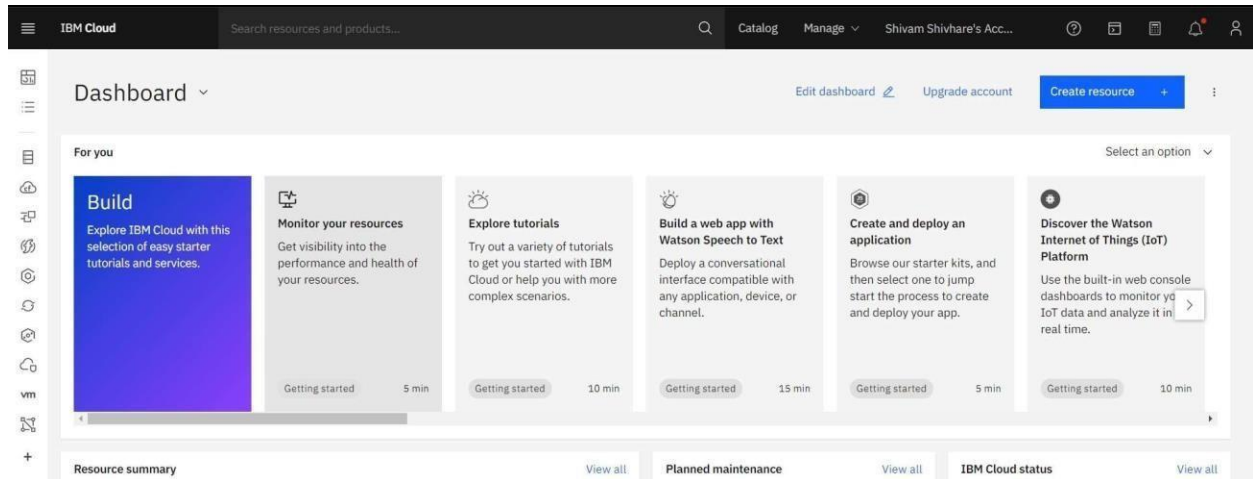 IBM Cloud
Search resources and products...
Catalog
Manage
Shivam Shivhare's Acc...
Dashboard
Edit dashboard
Upgrade account
Create resource +
For you
Select an option
Build
Explore IBM Cloud with this
selection of easy starter
tutorials and services.
Monitor your resources
Get visibility into the
performance and health of
your resources.
Getting started
5 min
Explore tutorials
Try out a variety of tutorials
to get you started with IBM
Cloud or help you with more
complex scenarios.
Getting started
10 min
Build a web app with
Watson Speech to Text
Deploy a conversational
interface compatible with
any application, device, or
channel.
Getting started
15 min
Create and deploy an
application
Browse our starter kits, and
then select one to jump
start the process to create
and deploy your app.
Getting started
5 min
Discover the Watson
Internet of Things (IoT)
Platform
Use the built-in web console
dashboards to monitor yo
IoT data and analyze it in
real time.
Getting started
10 min
vm
+
Resource summary
View all
Planned maintenance
View all
IBM Cloud status
View all